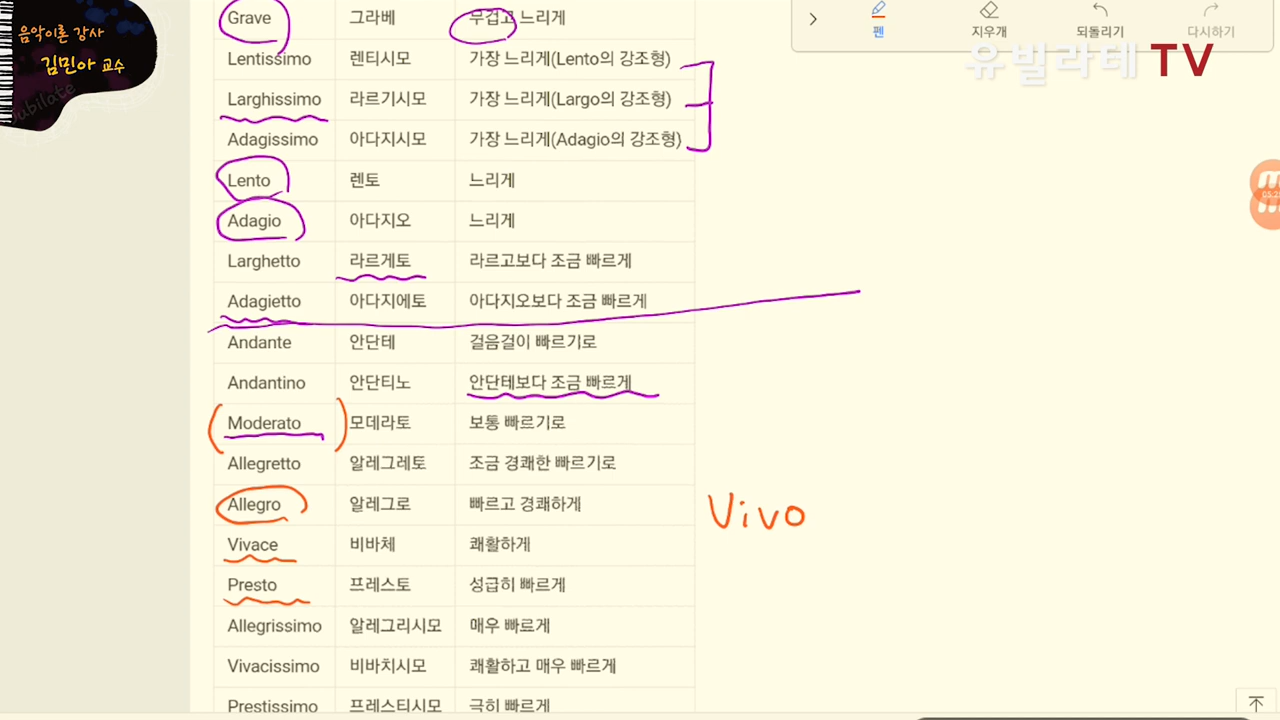 음악이론 강사
김민아 교수
Jubilate
펜
지우개
되돌리기
다시하기
유빌라테 TV
Grave 그라베 무겁고 느리게
Lentissimo 렌티시모 가장 느리게(Lento의 강조형)
Larghissimo 라르기시모 가장 느리게(Largo의 강조형)
Adagissimo 아다지시모 가장 느리게(Adagio의 강조형)
Lento 렌토 느리게
Adagio 아다지오 느리게
Larghetto 라르게토 라르고보다 조금 빠르게
Adagietto 아다지에토 아다지오보다 조금 빠르게
Andante 안단테 걸음걸이 빠르기로
Andantino 안단티노 안단테보다 조금 빠르게
Moderato 모데라토 보통 빠르기로
Allegretto 알레그레토 조금 경쾌한 빠르기로
Allegro 알레그로 빠르고 경쾌하게
Vivo
Vivace 비바체 쾌활하게
Presto 프레스토 성급히 빠르게
Allegrissimo 알레그리시모 매우 빠르게
Vivacissimo 비바치시모 쾌활하고 매우 빠르게
Prestissimo 프레스티시모 극히 빠르게